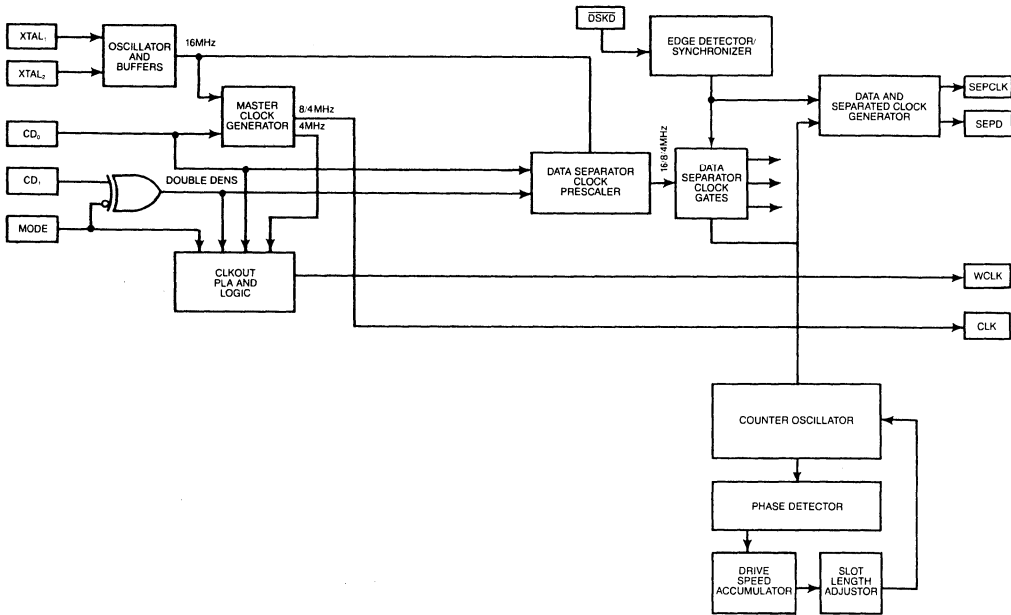 XTAL₁
XTAL₂
OSCILLATOR
AND
BUFFERS
16MHz
D̅S̅K̅D̅
EDGE DETECTOR/
SYNCHRONIZER
MASTER
CLOCK
GENERATOR
8/4MHz
4MHz
DATA AND
SEPARATED CLOCK
GENERATOR
SEPCLK
SEPD
CD₀
CD₁
MODE
DOUBLE DENS
DATA SEPARATOR
CLOCK
PRESCALER
16/8/4MHz
DATA
SEPARATOR
CLOCK
GATES
CLKOUT
PLA AND
LOGIC
WCLK
CLK
COUNTER OSCILLATOR
PHASE DETECTOR
DRIVE
SPEED
ACCUMULATOR
SLOT
LENGTH
ADJUSTOR